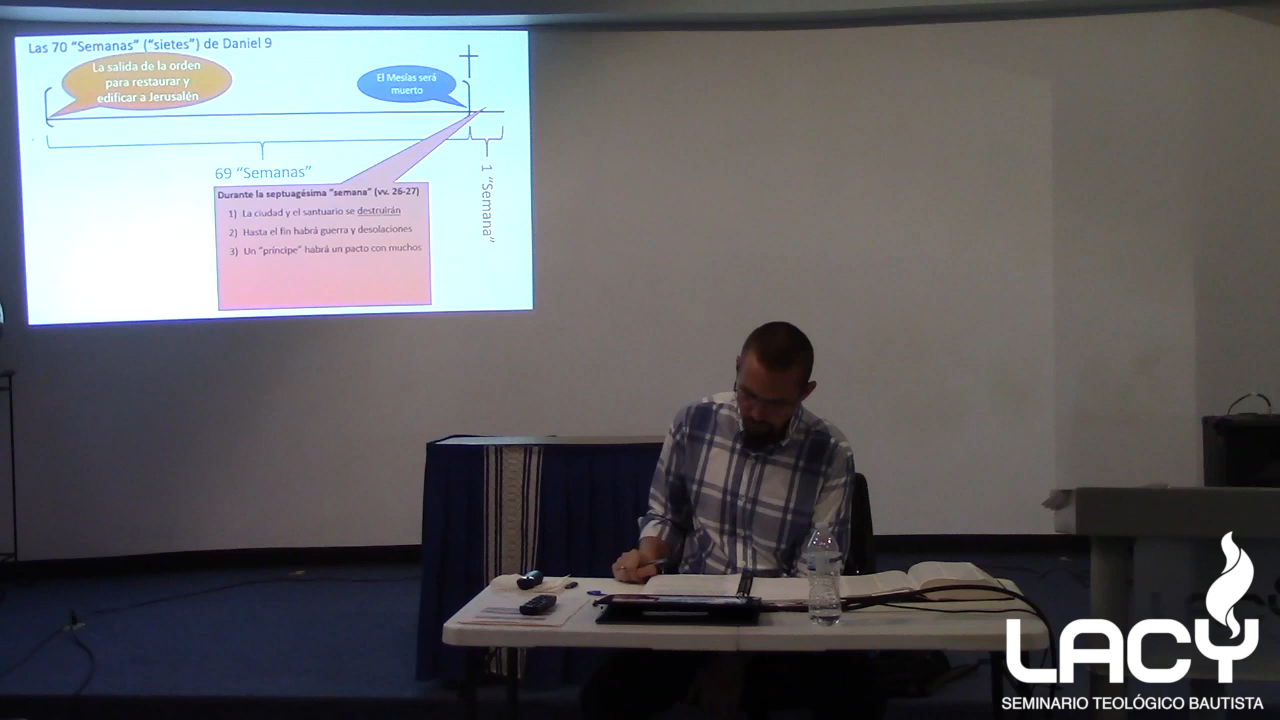 Las 70 “Semanas” (“sietes”) de Daniel 9
La salida de la orden
para restaurar y
edificar a Jerusalén
El Mesías será
muerto
69 “Semanas”
1 “Semana”
Durante la septuagésima “semana” (vv. 26-27)
1) La ciudad y el santuario se destruirán
2) Hasta el fin habrá guerra y desolaciones
3) Un “príncipe” habrá un pacto con muchos
LACY
SEMINARIO TEOLÓGICO BAUTISTA